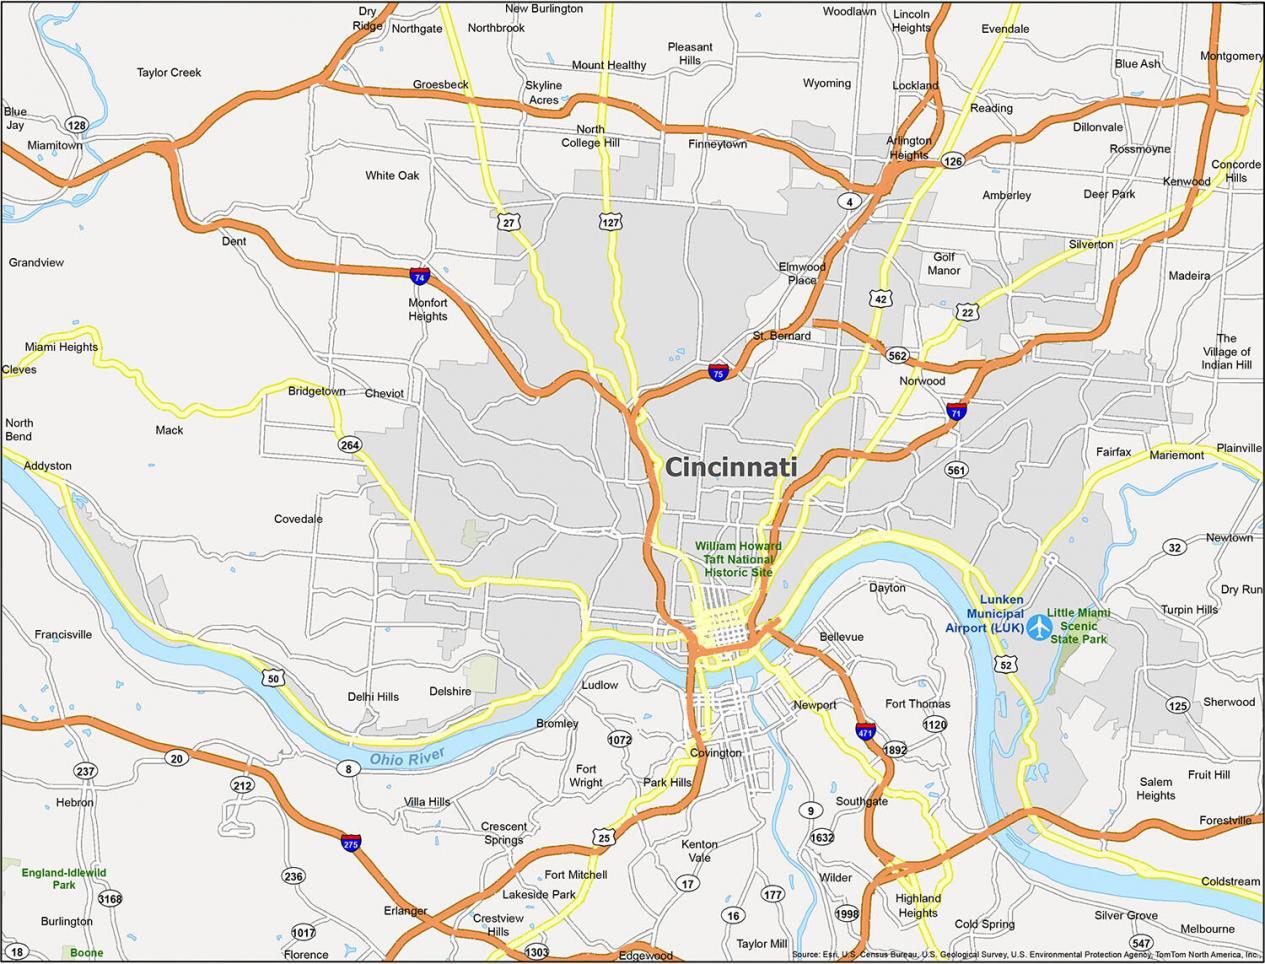 Dry
Ridge
Northgate
New Burlington
Northbrook
Woodlawn
Lincoln
Heights
Evendale
Pleasant
Hills
Mount Healthy
Montgomery
Taylor Creek
Groesbeck
Skyline
Acres
Wyoming
Lockland
Blue Ash
Reading
Blue
Jay
128
Miamitown
North
College Hill
Finneytown
Arlington
Heights
126
Dillonvale
Rossmoyne
Concorde
Hills
White Oak
Kenwood
Amberley
Deer Park
4
27
127
Dent
Silverton
Grandview
74
Elmwood
Place
Golf
Manor
Madeira
Monfort
Heights
42
22
St. Bernard
Miami Heights
562
The
Village of
Indian Hill
Cleves
75
Norwood
Bridgetown
Cheviot
71
North
Bend
Mack
264
Cincinnati
Fairfax
Mariemont
Plainville
Addyston
561
Covedale
William Howard
Taft National
Historic Site
32
Newtown
Dayton
Dry Run
Lunken
Municipal
Airport (LUK)
Little Miami
Scenic
State Park
Turpin Hills
Francisville
Bellevue
52
50
Delhi Hills
Delshire
Ludlow
Newport
Fort Thomas
125
Sherwood
Bromley
1120
1072
471
1892
20
Ohio River
Covington
8
237
212
Fort
Wright
Park Hills
Salem
Heights
Fruit Hill
Hebron
Villa Hills
Southgate
9
Forestville
Crescent
Springs
25
1632
275
Kenton
Vale
England-Idlewild
Park
236
Fort Mitchell
Wilder
17
Coldstream
3168
Lakeside Park
177
Highland
Heights
Erlanger
16
1998
Burlington
Crestview
Hills
Cold Spring
Silver Grove
1017
Melbourne
Taylor Mill
547
18
Boone
Florence
1303
Edgewood
Source: Esri, U.S. Census Bureau, U.S. Geological Survey, U.S. Environmental Protection Agency, TomTom North America, Inc.,